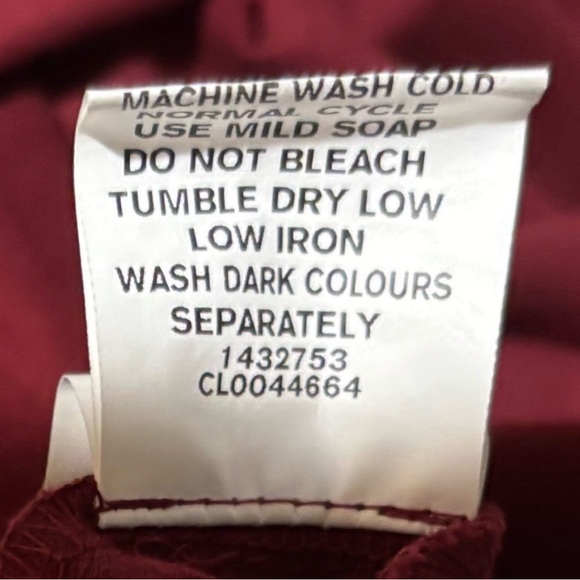 MACHINE WASH COLD
NORMAL CYCLE
USE MILD SOAP
DO NOT BLEACH
TUMBLE DRY LOW
LOW IRON
WASH DARK COLOURS
SEPARATELY
1432753
CL0044664